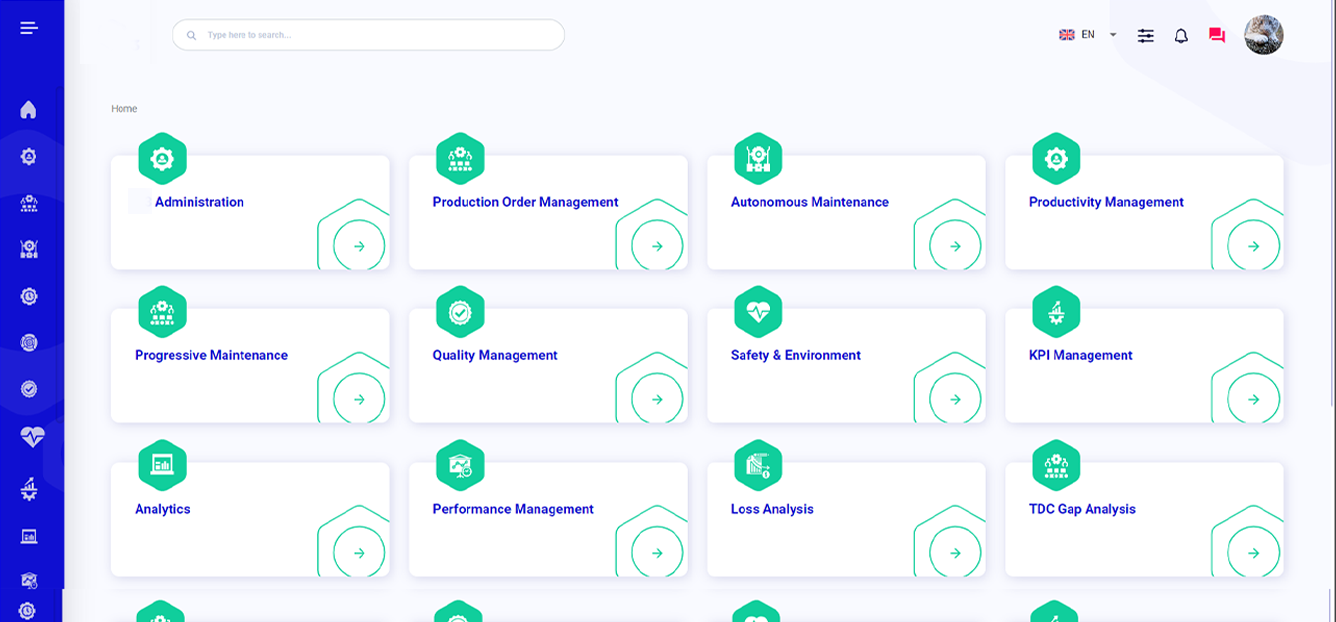 Type here to search...
EN
Home
Administration
Production Order Management
Autonomous Maintenance
Productivity Management
Progressive Maintenance
Quality Management
Safety & Environment
KPI Management
Analytics
Performance Management
Loss Analysis
TDC Gap Analysis